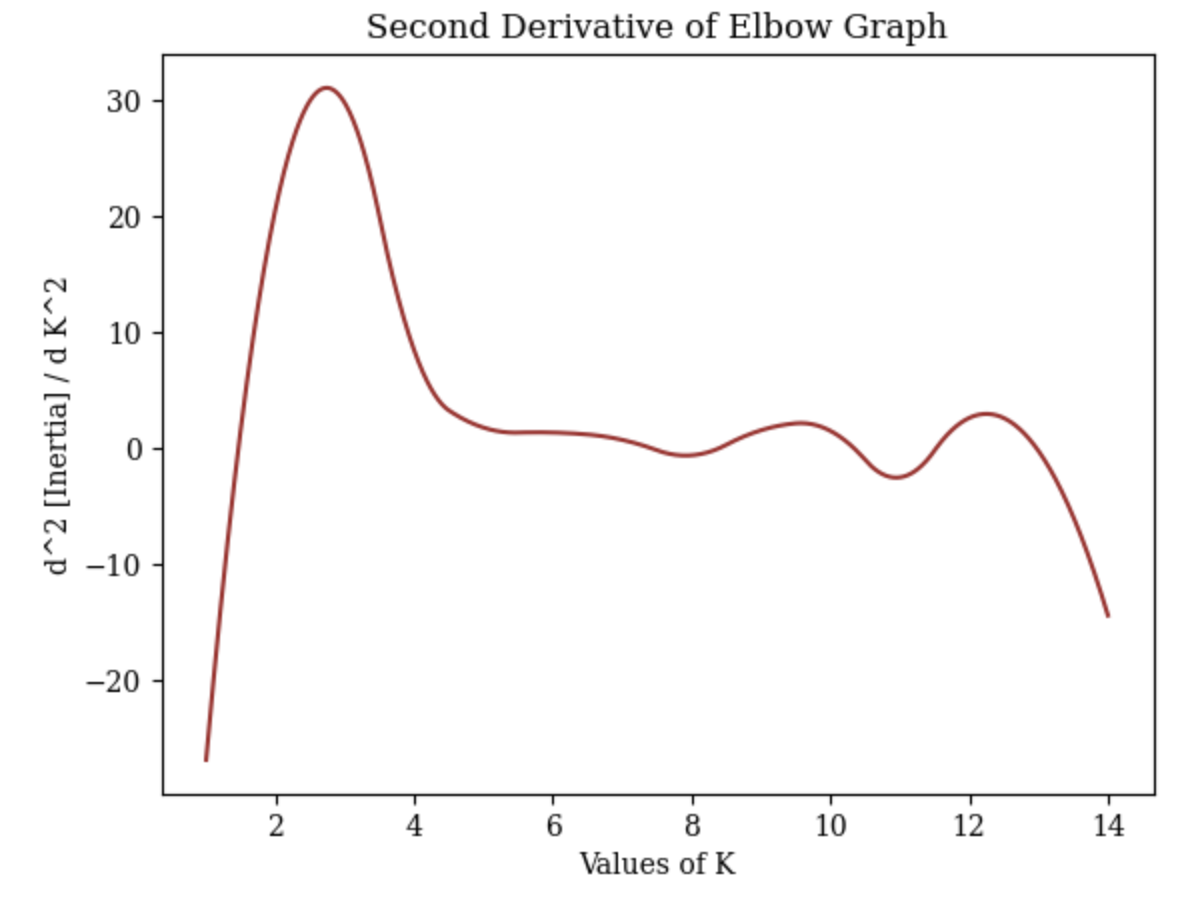 Second Derivative of Elbow Graph
30
20
10
0
−10
−20
d^2 [Inertia] / d K^2
2 4 6 8 10 12 14
Values of K